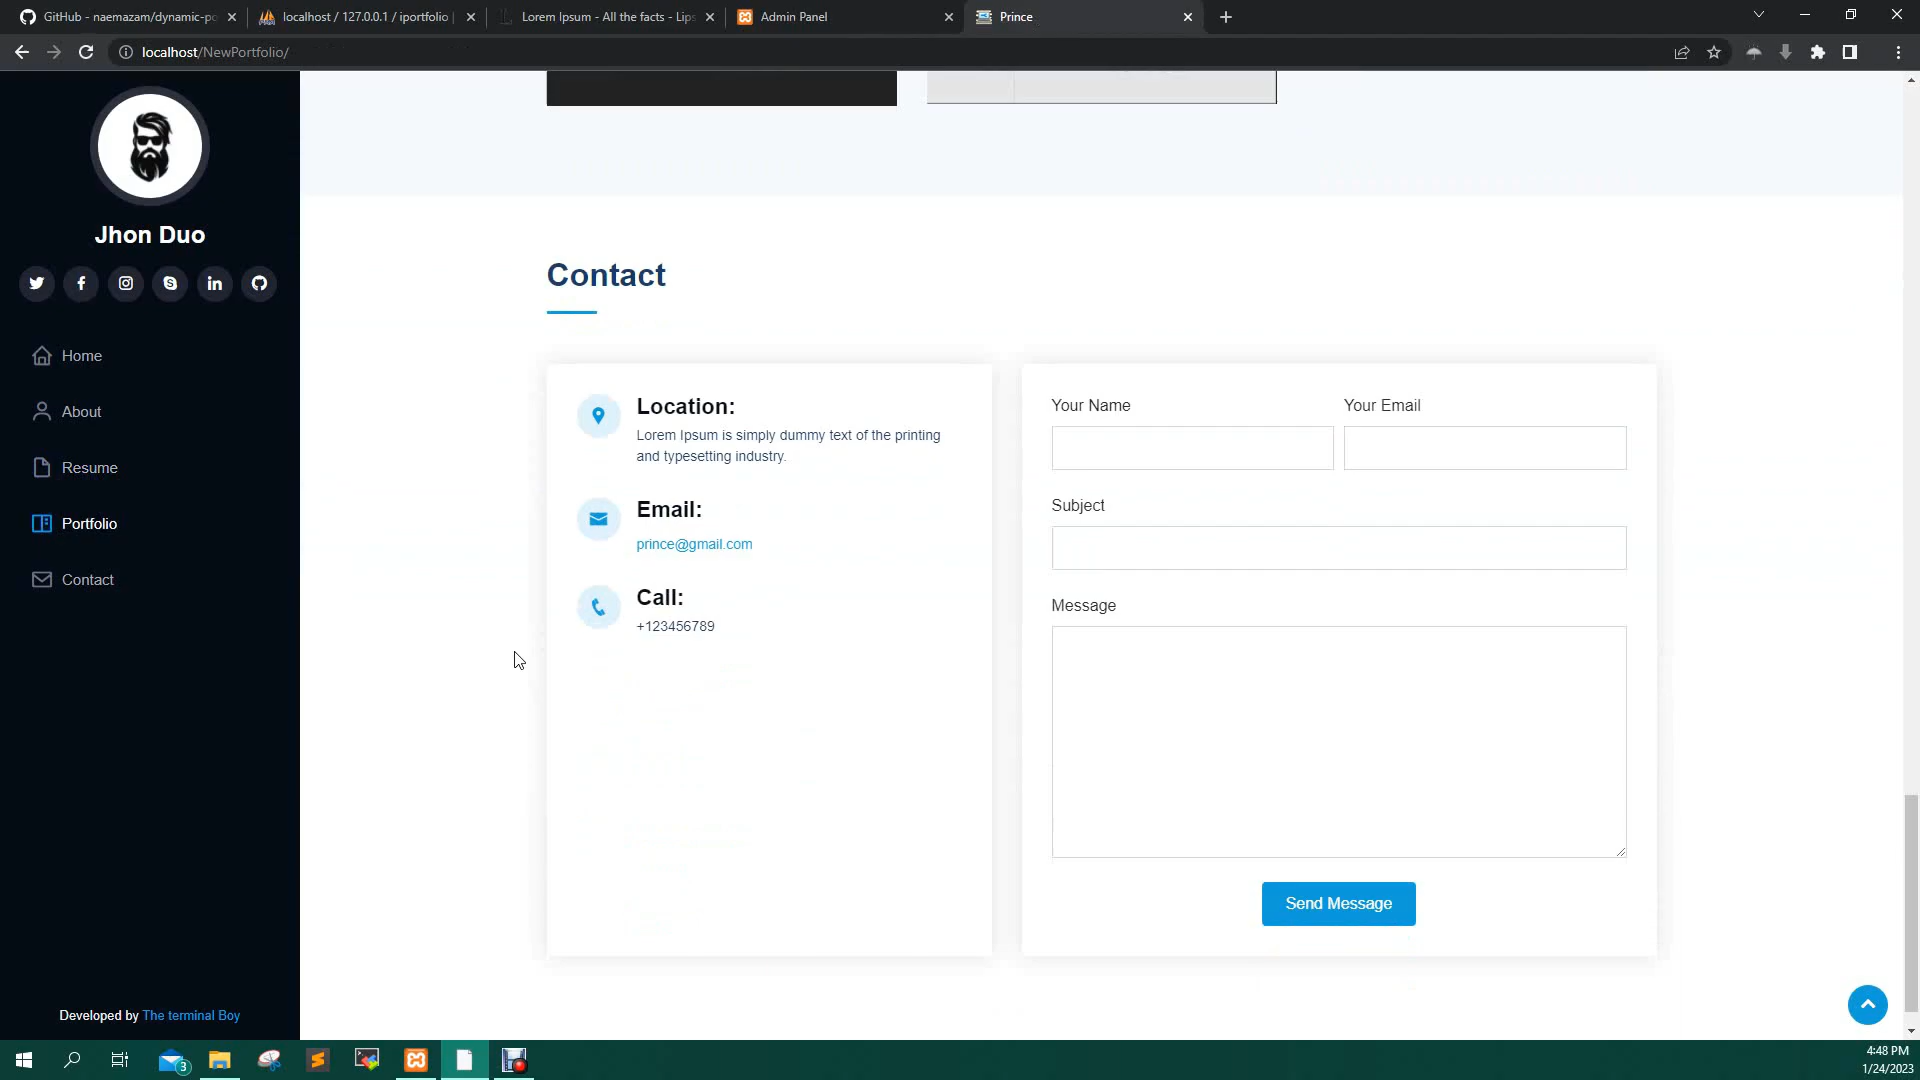 GitHub - naemazam/dynamic-po
localhost / 127.0.0.1 / iportfolio |
Lorem Ipsum - All the facts - Lips
Admin Panel
Prince
localhost/NewPortfolio/
Jhon Duo
Home
About
Resume
Portfolio
Contact
Developed by The terminal Boy
Contact
Location:
Lorem Ipsum is simply dummy text of the printing
and typesetting industry.
Email:
prince@gmail.com
Call:
+123456789
Your Name
Your Email
Subject
Message
Send Message
3
4:48 PM
1/24/2023